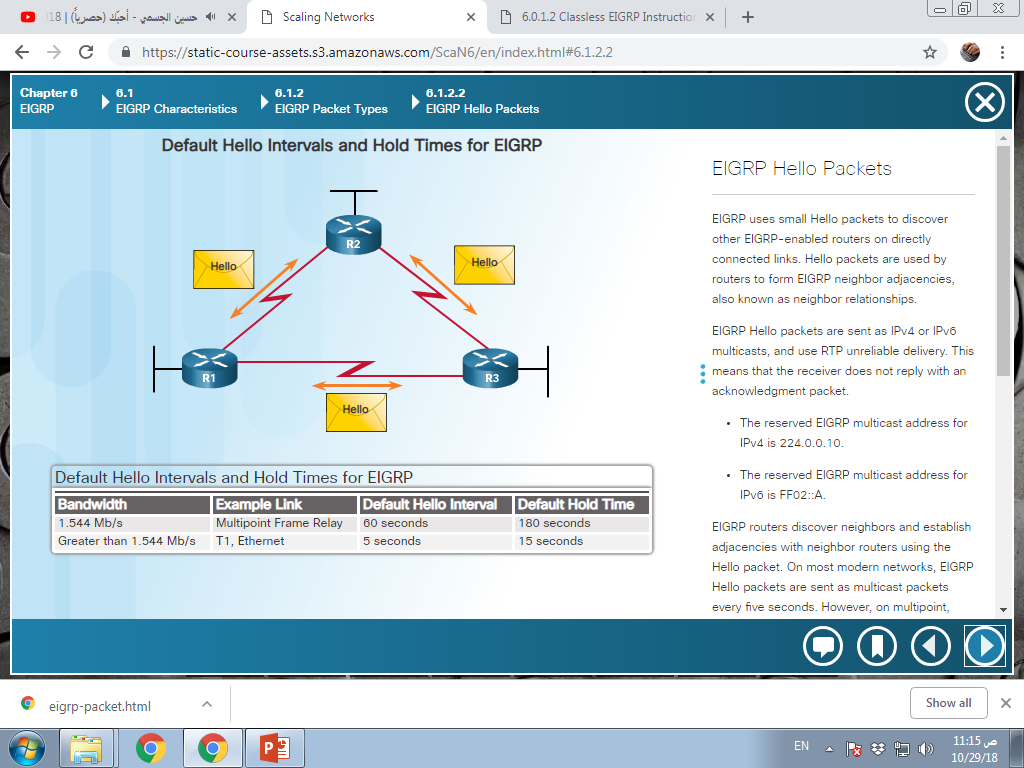 018 | (حصرياً) حسين الجسمي - أحبّك
Scaling Networks
6.0.1.2 Classless EIGRP Instructio
https://static-course-assets.s3.amazonaws.com/ScaN6/en/index.html#6.1.2.2
Chapter 6
EIGRP
6.1
EIGRP Characteristics
6.1.2
EIGRP Packet Types
6.1.2.2
EIGRP Hello Packets
Default Hello Intervals and Hold Times for EIGRP
R2
Hello
Hello
R1
R3
Hello
Default Hello Intervals and Hold Times for EIGRP
Bandwidth Example Link Default Hello Interval Default Hold Time
1.544 Mb/s Multipoint Frame Relay 60 seconds 180 seconds
Greater than 1.544 Mb/s T1, Ethernet 5 seconds 15 seconds
EIGRP Hello Packets
EIGRP uses small Hello packets to discover
other EIGRP-enabled routers on directly
connected links. Hello packets are used by
routers to form EIGRP neighbor adjacencies,
also known as neighbor relationships.
EIGRP Hello packets are sent as IPv4 or IPv6
multicasts, and use RTP unreliable delivery. This
means that the receiver does not reply with an
acknowledgment packet.
• The reserved EIGRP multicast address for
IPv4 is 224.0.0.10.
• The reserved EIGRP multicast address for
IPv6 is FF02::A.
EIGRP routers discover neighbors and establish
adjacencies with neighbor routers using the
Hello packet. On most modern networks, EIGRP
Hello packets are sent as multicast packets
every five seconds. However, on multipoint,
eigrp-packet.html
Show all
EN
11:15 ص
10/29/18